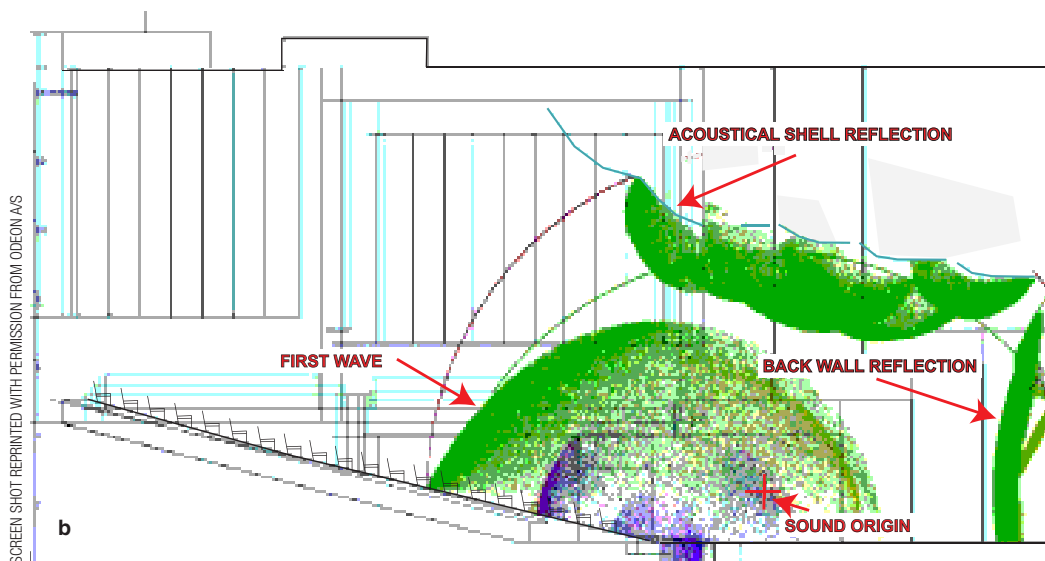 ACOUSTICAL SHELL REFLECTION
FIRST WAVE
BACK WALL REFLECTION
SOUND ORIGIN
b
SCREEN SHOT REPRINTED WITH PERMISSION FROM ODEON A/S